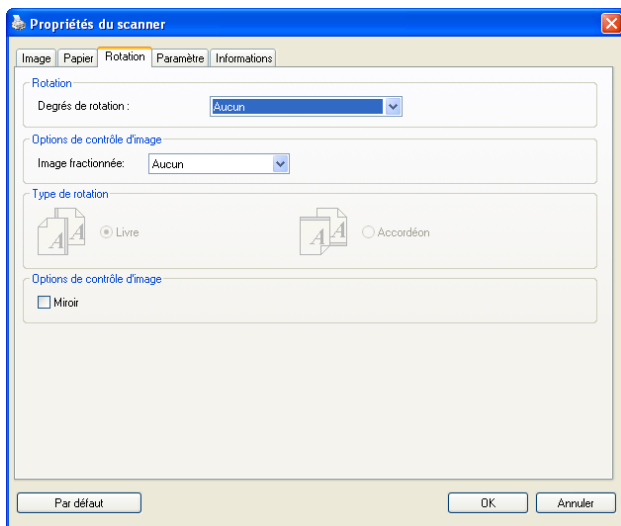 Propriétés du scanner
Image Papier Rotation Paramètre Informations
Rotation
Degrés de rotation : Aucun
Options de contrôle d'image
Image fractionnée: Aucun
Type de rotation
A A Livre A A Accordéon
Options de contrôle d'image
Miroir
Par défaut OK Annuler